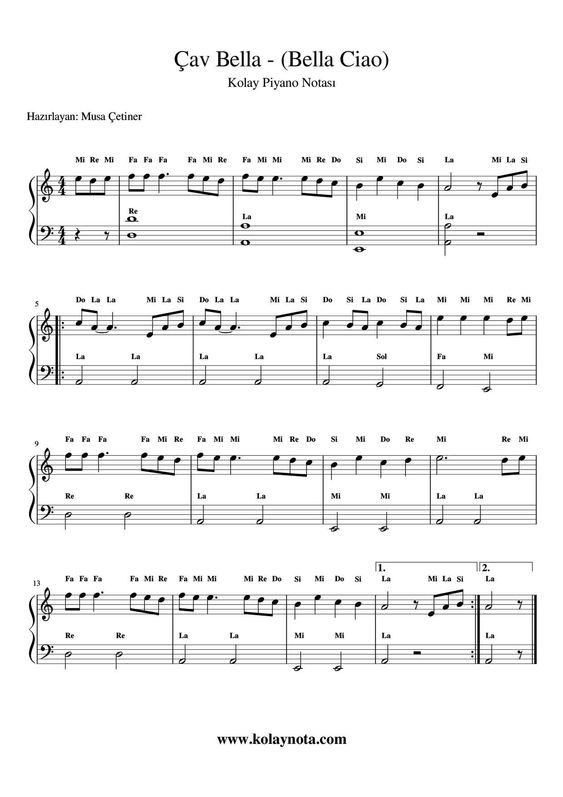 Çav Bella - (Bella Ciao)
Kolay Piyano Notası
Hazırlayan: Musa Çetiner
Mi Re Mi Fa Fa Fa Fa Mi Re Fa Mi Mi Mi Re Do Si Mi Do Si La Mi La Si
4 4
Re La Mi La
4 4
5
Do La La Mi La Si Do La La Mi La Si Do Si La Do Si La Mi Mi Mi Re Mi
La La La La La Sol Fa Mi
9
Fa Fa Fa Fa Mi Re Fa Mi Mi Mi Re Do Si Mi Do Re Mi Re Mi
Re Re La La Mi Mi La La
1. 2.
13
Fa Fa Fa Fa Mi Re Fa Mi Mi Mi Re Do Si Mi Do Si La Mi La Si La
Re Re La La Mi Mi La La
www.kolaynota.com